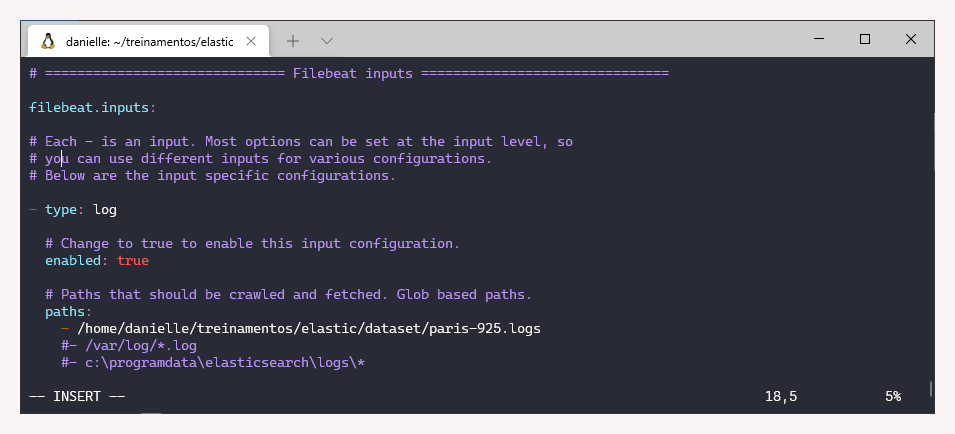 danielle: ~/treinamentos/elastic
# ============================== Filebeat inputs ===============================
filebeat.inputs:
# Each - is an input. Most options can be set at the input level, so
# you can use different inputs for various configurations.
# Below are the input specific configurations.
- type: log
# Change to true to enable this input configuration.
enabled: true
# Paths that should be crawled and fetched. Glob based paths.
paths:
- /home/danielle/treinamentos/elastic/dataset/paris-925.logs
#- /var/log/*.log
#- c:\programdata\elasticsearch\logs\*
-- INSERT -- 18,5 5%